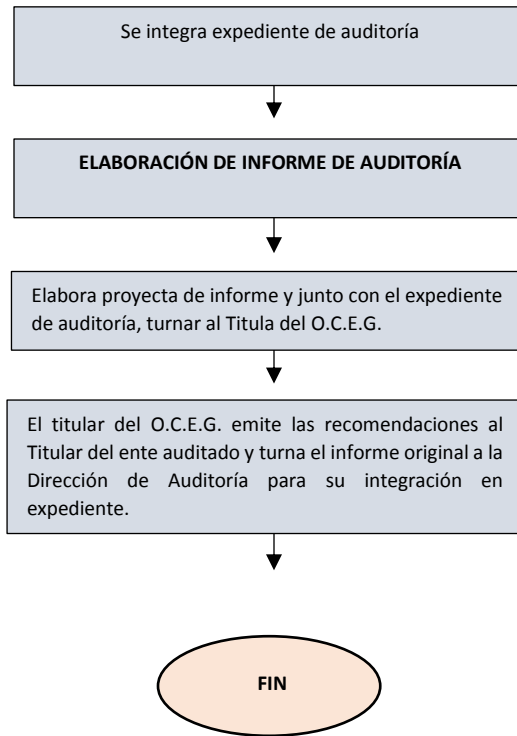 Se integra expediente de auditoría
ELABORACIÓN DE INFORME DE AUDITORÍA
Elabora proyecta de informe y junto con el expediente
de auditoría, turnar al Titula del O.C.E.G.
El titular del O.C.E.G. emite las recomendaciones al
Titular del ente auditado y turna el informe original a la
Dirección de Auditoría para su integración en
expediente.
FIN